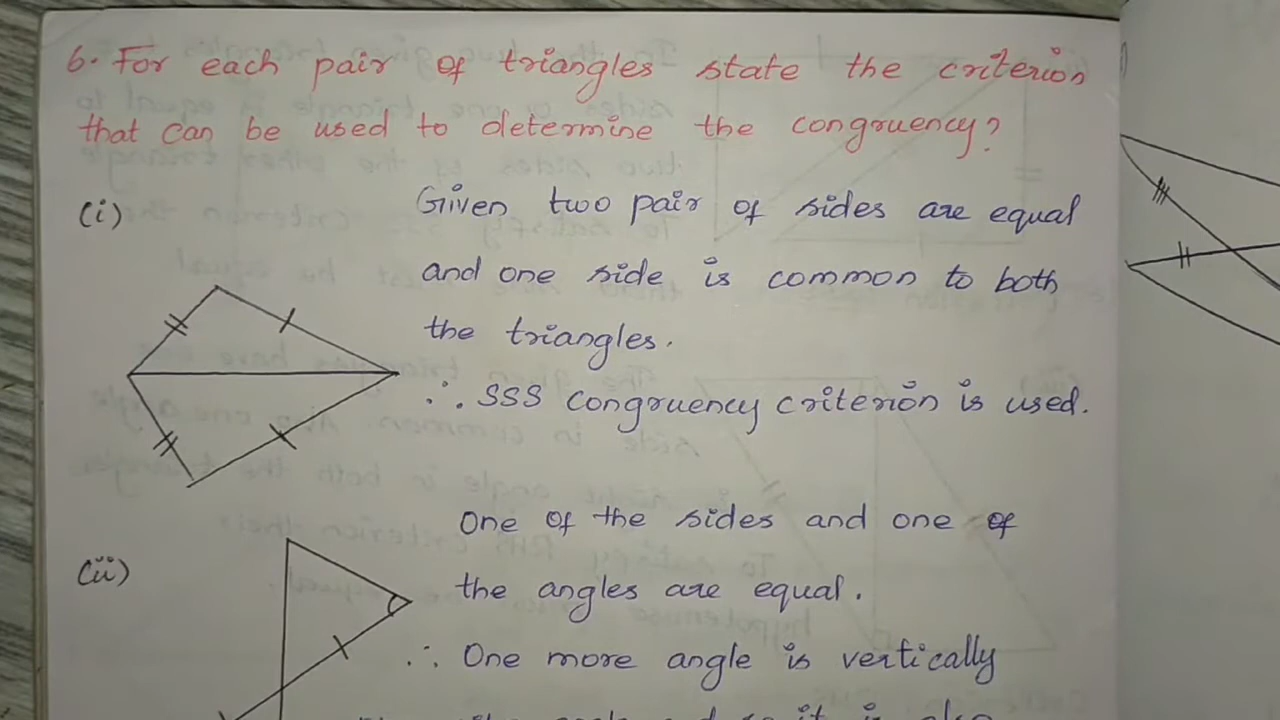 6. For each pair of triangles state the criterion
that can be used to determine the congruency?
(i)
Given two pair of sides are equal
and one side is common to both
the triangles.
∴ SSS congruency criterion is used.
(ii)
One of the sides and one of
the angles are equal.
∴ One more angle is vertically